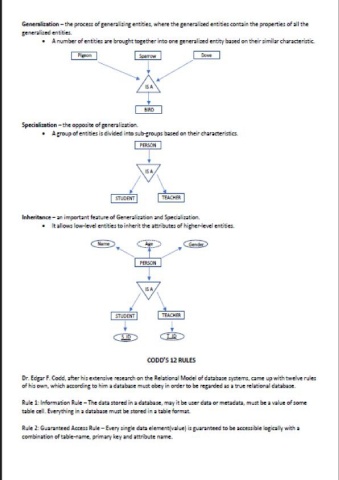 Generalization – the process of generalizing entities, where the generalized entities contain the properties of all the
generalized entities.
• A number of entities are brought together into one generalized entity based on their similar characteristic.
Pigeon Sparrow Dove
IS A
BIRD
Specialization – the opposite of generalization.
• A group of entities is divided into sub-groups based on their characteristics.
PERSON
IS A
STUDENT TEACHER
Inheritance – an important feature of Generalization and Specialization.
• It allows low-level entities to inherit the attributes of higher-level entities.
Name Age Gender
PERSON
IS A
STUDENT TEACHER
S_ID T_ID
CODD'S 12 RULES
Dr. Edgar F. Codd, after his extensive research on the Relational Model of database systems, came up with twelve rules
of his own, which according to him a database must obey in order to be regarded as a true relational database.
Rule 1: Information Rule – The data stored in a database, may it be user data or metadata, must be a value of some
table cell. Everything in a database must be stored in a table format.
Rule 2: Guaranteed Access Rule – Every single data element(value) is guaranteed to be accessible logically with a
combination of table-name, primary key and attribute name.